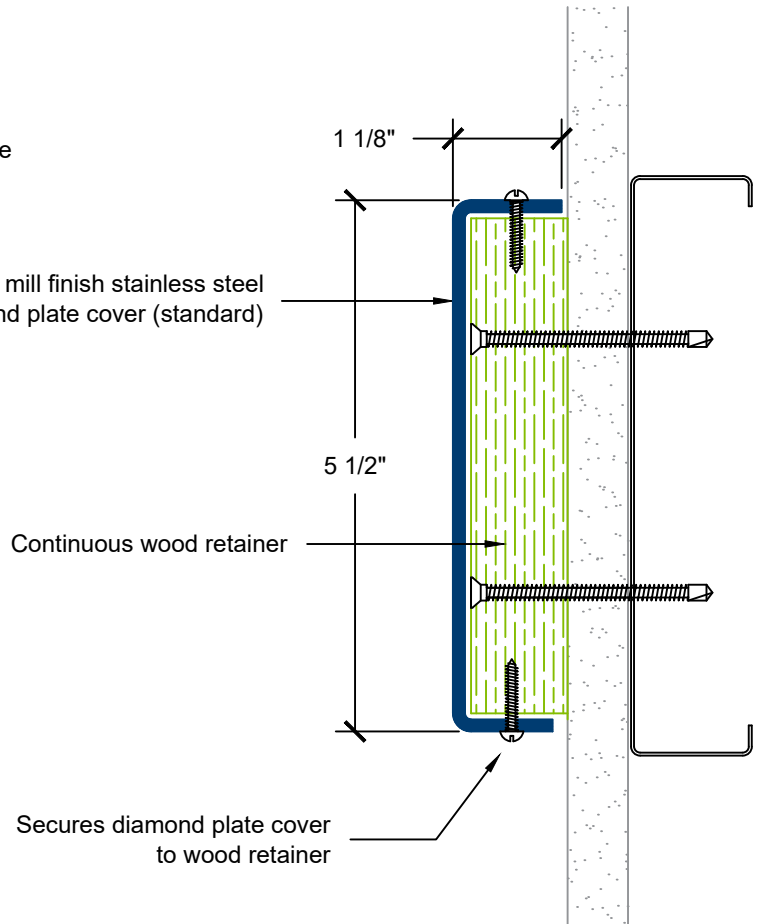 e
1 1/8"
mill finish stainless steel
nd plate cover (standard)
5 1/2"
Continuous wood retainer
Secures diamond plate cover
to wood retainer